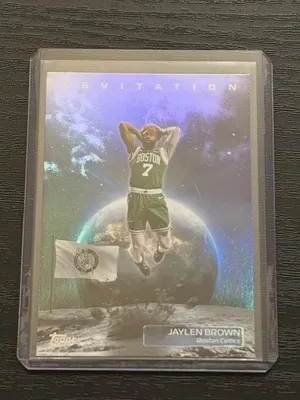 LEVITATION
BOSTON
7
Topps
JAYLEN BROWN
Boston Celtics